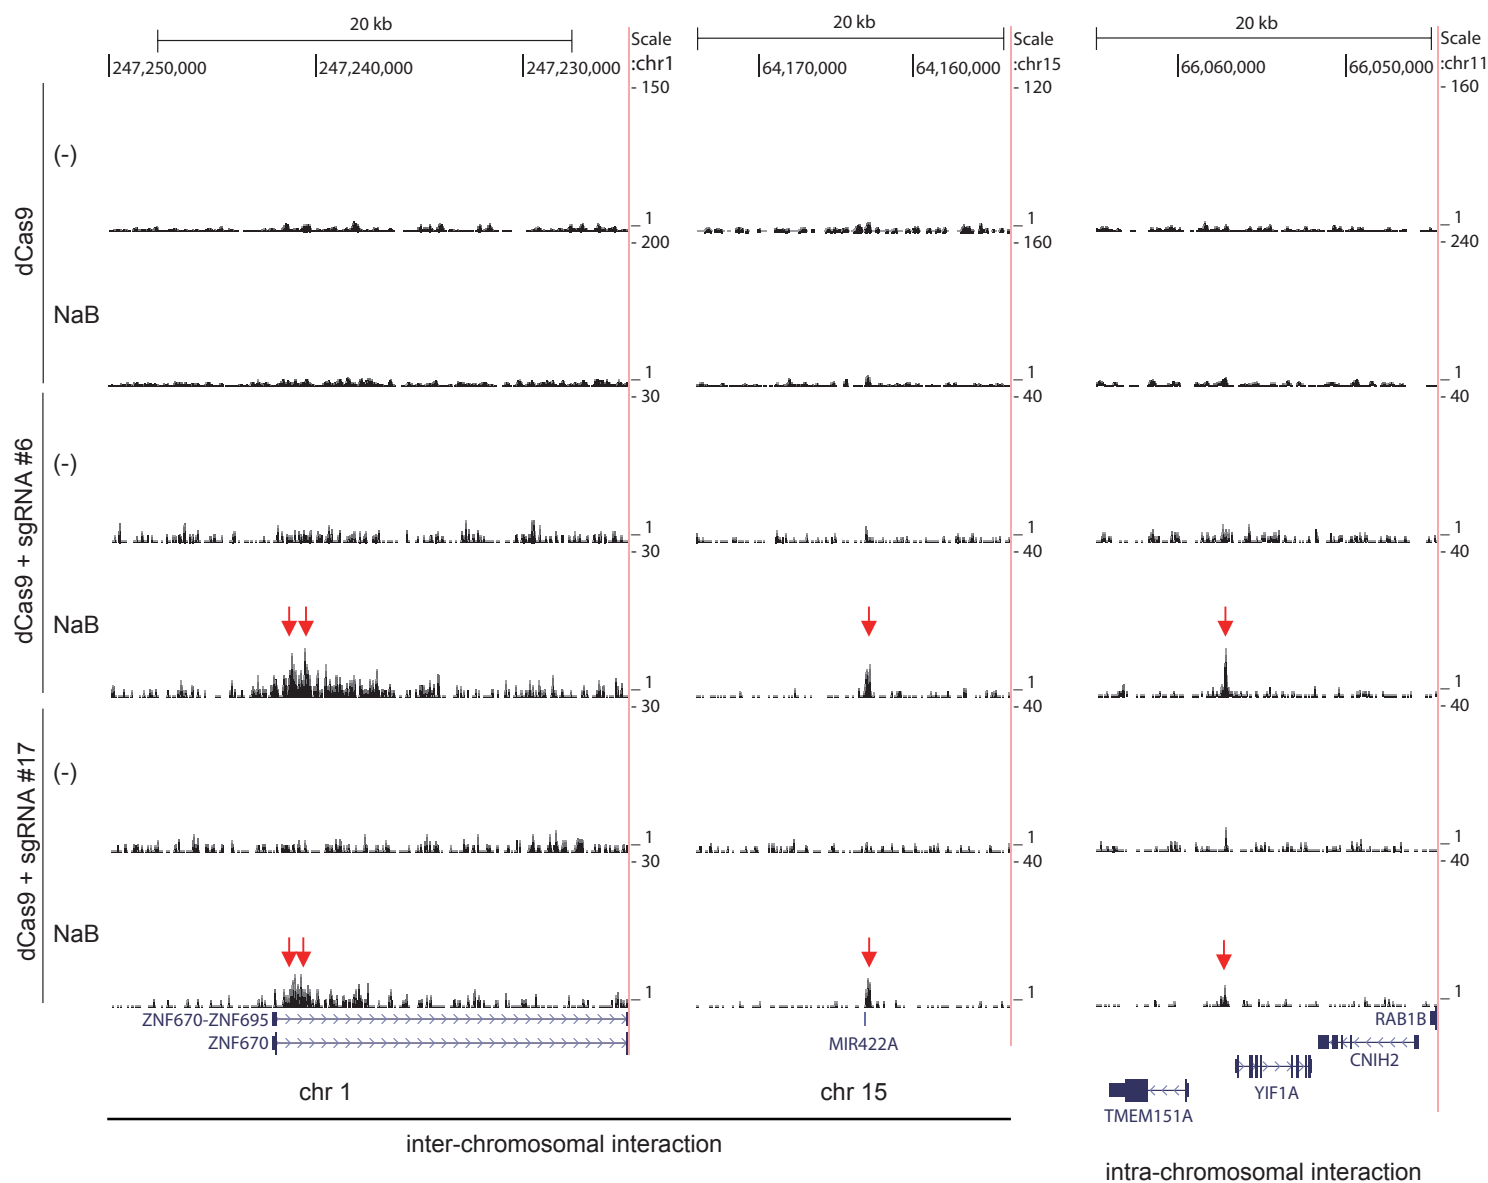 20 kb
20 kb
20 kb
Scale
Scale
Scale
247,250,000
247,240,000
247,230,000
:chr1
64,170,000
64,160,000
:chr15
66,060,000
66,050,000
:chr11
- 150
- 120
- 160
dCas9
(-)
1
1
1
- 200
- 160
- 240
NaB
1
1
1
- 30
- 40
- 40
dCas9 + sgRNA #6
(-)
1
1
1
- 30
- 40
- 40
NaB
1
1
1
- 30
- 40
- 40
dCas9 + sgRNA #17
(-)
1
1
1
- 30
- 40
- 40
NaB
1
1
1
ZNF670-ZNF695
ZNF670
MIR422A
RAB1B
CNIH2
YIF1A
TMEM151A
chr 1
chr 15
inter-chromosomal interaction
intra-chromosomal interaction